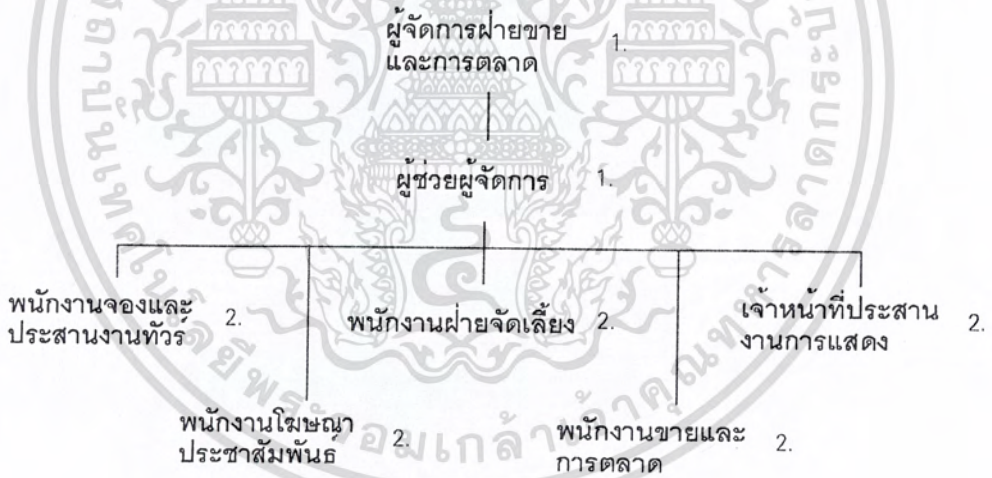 ผู้จัดการฝ่ายขาย 1.
และการตลาด
ผู้ช่วยผู้จัดการ 1.
พนักงานจองและ 2.
ประสานงานทัวร์
พนักงานฝ่ายจัดเลี้ยง 2.
เจ้าหน้าที่ประสาน 2.
งานการแสดง
พนักงานโฆษณา 2.
ประชาสัมพันธ์
พนักงานขายและ 2.
การตลาด